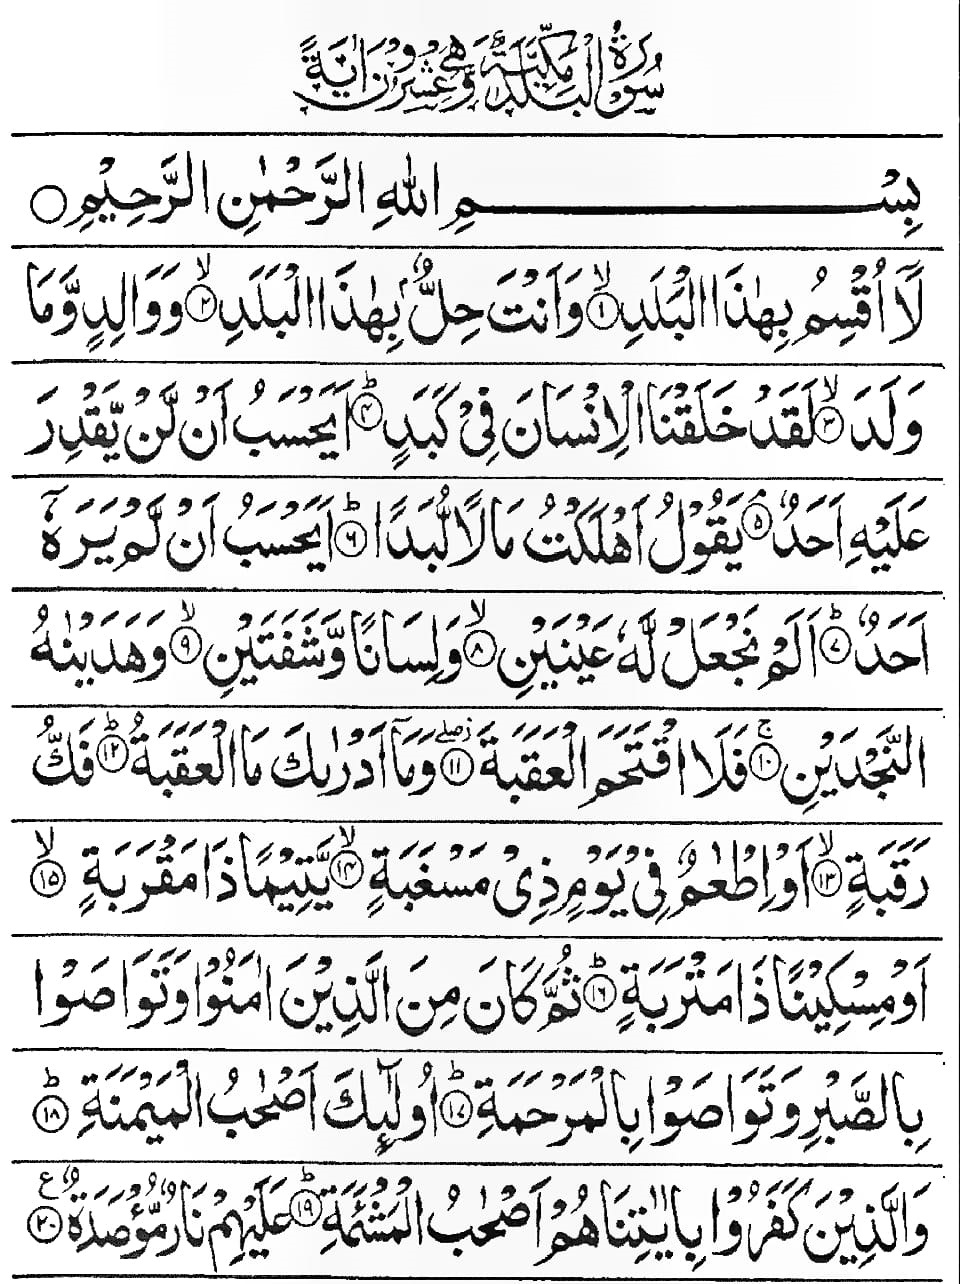 سُوْرَةُ الْبَلَدِ مَكِّيَّةٌ وَّهِيَ عِشْرُوْنَ اٰيَةً
بِسْمِ اللّٰهِ الرَّحْمٰنِ الرَّحِيْمِ ○
لَآ اُقْسِمُ بِهٰذَا الْبَلَدِ ۙ﴿۱﴾ وَاَنْتَ حِلٌّۢ بِهٰذَا الْبَلَدِ ۙ﴿۲﴾ وَوَالِدٍ وَّمَا
وَلَدَ ۙ﴿۳﴾ لَقَدْ خَلَقْنَا الْاِنْسَانَ فِيْ كَبَدٍ ؕ﴿۴﴾ اَيَحْسَبُ اَنْ لَّنْ يَّقْدِرَ
عَلَيْهِ اَحَدٌ ۘ﴿۵﴾ يَقُوْلُ اَهْلَكْتُ مَالًا لُّبَدًا ؕ﴿۶﴾ اَيَحْسَبُ اَنْ لَّمْ يَرَهٗۤ
اَحَدٌ ؕ﴿۷﴾ اَلَمْ نَجْعَلْ لَّهٗ عَيْنَيْنِ ۙ﴿۸﴾ وَلِسَانًا وَّشَفَتَيْنِ ۙ﴿۹﴾ وَهَدَيْنٰهُ
النَّجْدَيْنِ ۚ﴿۱۰﴾ فَلَا اقْتَحَمَ الْعَقَبَةَ ۖ﴿۱۱﴾ وَمَاۤ اَدْرٰىكَ مَا الْعَقَبَةُ ؕ﴿۱۲﴾ فَكُّ
رَقَبَةٍ ۙ﴿۱۳﴾ اَوْ اِطْعٰمٌ فِيْ يَوْمٍ ذِيْ مَسْغَبَةٍ ۙ﴿۱۴﴾ يَّتِيْمًا ذَا مَقْرَبَةٍ ۙ﴿۱۵﴾
اَوْ مِسْكِيْنًا ذَا مَتْرَبَةٍ ؕ﴿۱۶﴾ ثُمَّ كَانَ مِنَ الَّذِيْنَ اٰمَنُوْا وَتَوَاصَوْا
بِالصَّبْرِ وَتَوَاصَوْا بِالْمَرْحَمَةِ ؕ﴿۱۷﴾ اُولٰٓئِكَ اَصْحٰبُ الْمَيْمَنَةِ ؕ﴿۱۸﴾
وَالَّذِيْنَ كَفَرُوْا بِاٰيٰتِنَا هُمْ اَصْحٰبُ الْمَشْـَٔمَةِ ؕ﴿۱۹﴾ عَلَيْهِمْ نَارٌ مُّؤْصَدَةٌ ﴿۲۰﴾ ع